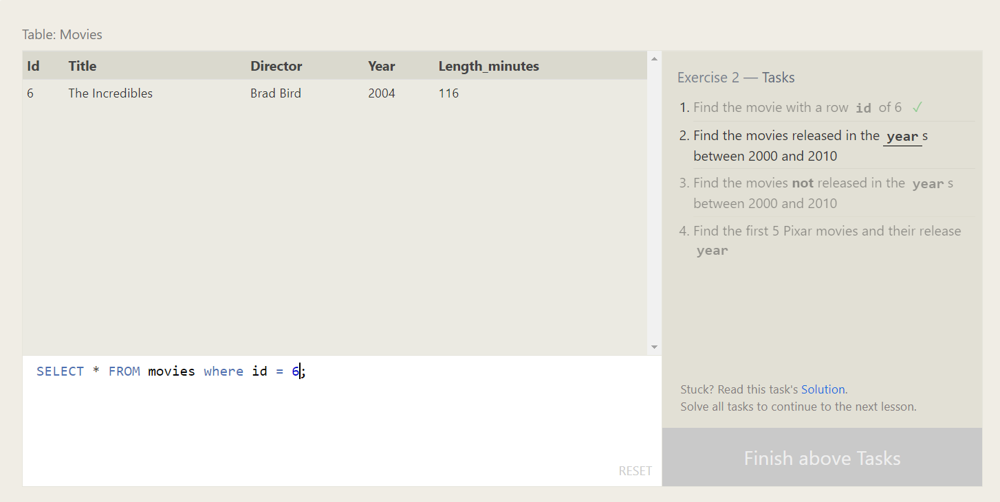 Table: Movies
Id Title Director Year Length_minutes
6 The Incredibles Brad Bird 2004 116
SELECT * FROM movies where id = 6;
RESET
Exercise 2 — Tasks
1. Find the movie with a row id of 6 ✓
2. Find the movies released in the year s
between 2000 and 2010
3. Find the movies not released in the year s
between 2000 and 2010
4. Find the first 5 Pixar movies and their release
year
Stuck? Read this task's Solution.
Solve all tasks to continue to the next lesson.
Finish above Tasks